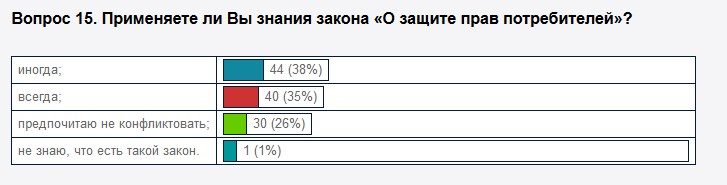 Вопрос 15. Применяете ли Вы знания закона «О защите прав потребителей»?
иногда; 44 (38%)
всегда; 40 (35%)
предпочитаю не конфликтовать; 30 (26%)
не знаю, что есть такой закон. 1 (1%)